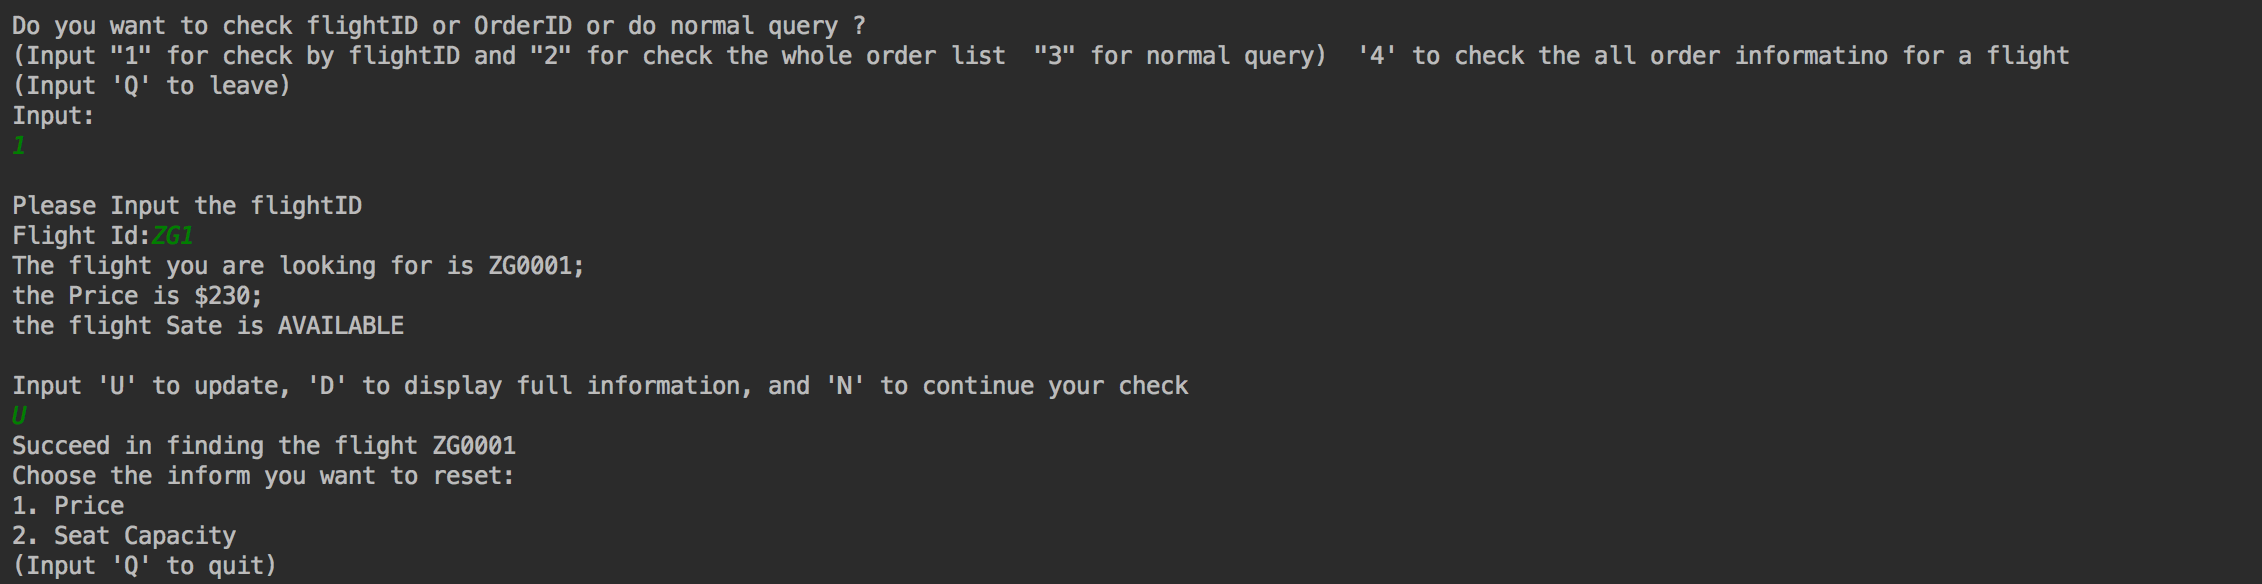 Do you want to check flightID or OrderID or do normal query ?
(Input "1" for check by flightID and "2" for check the whole order list  "3" for normal query)  '4' to check the all order informatino for a flight
(Input 'Q' to leave)
Input:
1
Please Input the flightID
Flight Id:ZG1
The flight you are looking for is ZG0001;
the Price is $230;
the flight Sate is AVAILABLE
Input 'U' to update, 'D' to display full information, and 'N' to continue your check
U
Succeed in finding the flight ZG0001
Choose the inform you want to reset:
1. Price
2. Seat Capacity
(Input 'Q' to quit)